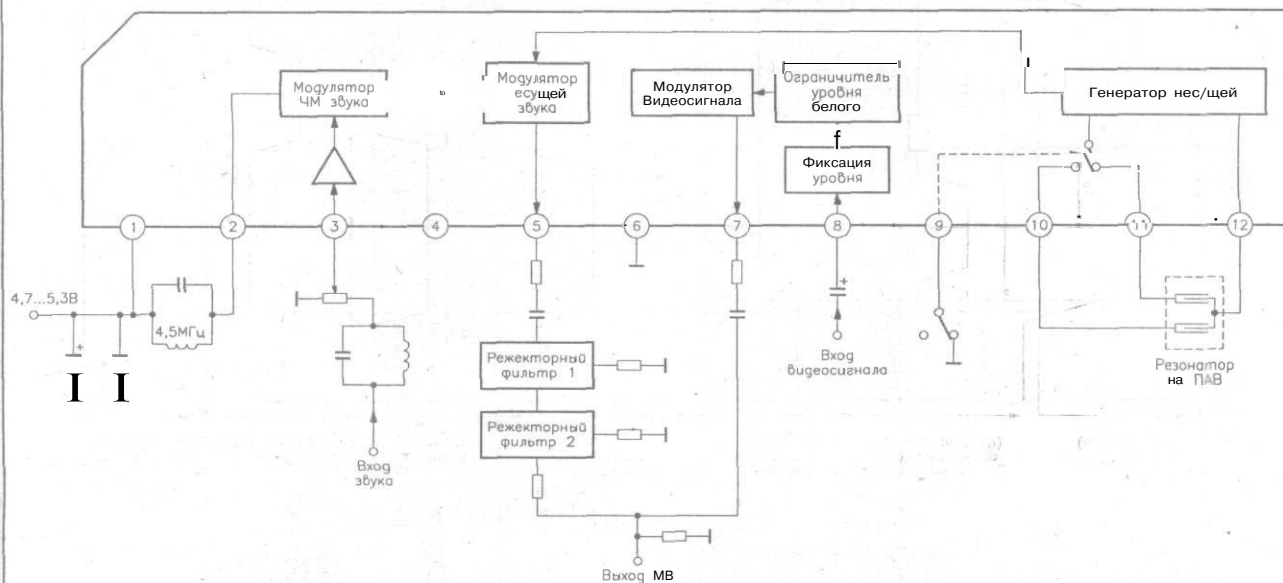 Модулятор
ЧМ звука
Модулятор
есущей
звука
Модулятор
Видеосигнала
Ограничитель
уровня
белого
Генератор нес/щей
Фиксация
уровня
1
2
3
4
5
6
7
8
9
10
11
12
4,7...5,3В
4,5МГц
Вход
звука
Режекторный
фильтр 1
Режекторный
фильтр 2
Вход
видеосигнала
Резонатор
на ПАВ
Выход МВ